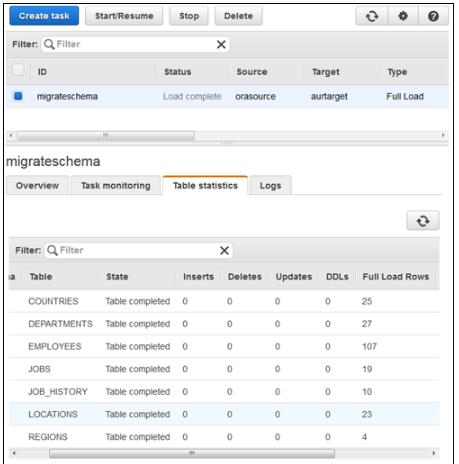 Create task Start/Resume Stop Delete
Filter: Filter
ID Status Source Target Type
migrateschema Load complete orasource aurtarget Full Load
migrateschema
Overview Task monitoring Table statistics Logs
Filter: Filter
a Table State Inserts Deletes Updates DDLs Full Load Rows
COUNTRIES Table completed 0 0 0 0 25
DEPARTMENTS Table completed 0 0 0 0 27
EMPLOYEES Table completed 0 0 0 0 107
JOBS Table completed 0 0 0 0 19
JOB_HISTORY Table completed 0 0 0 0 10
LOCATIONS Table completed 0 0 0 0 23
REGIONS Table completed 0 0 0 0 4